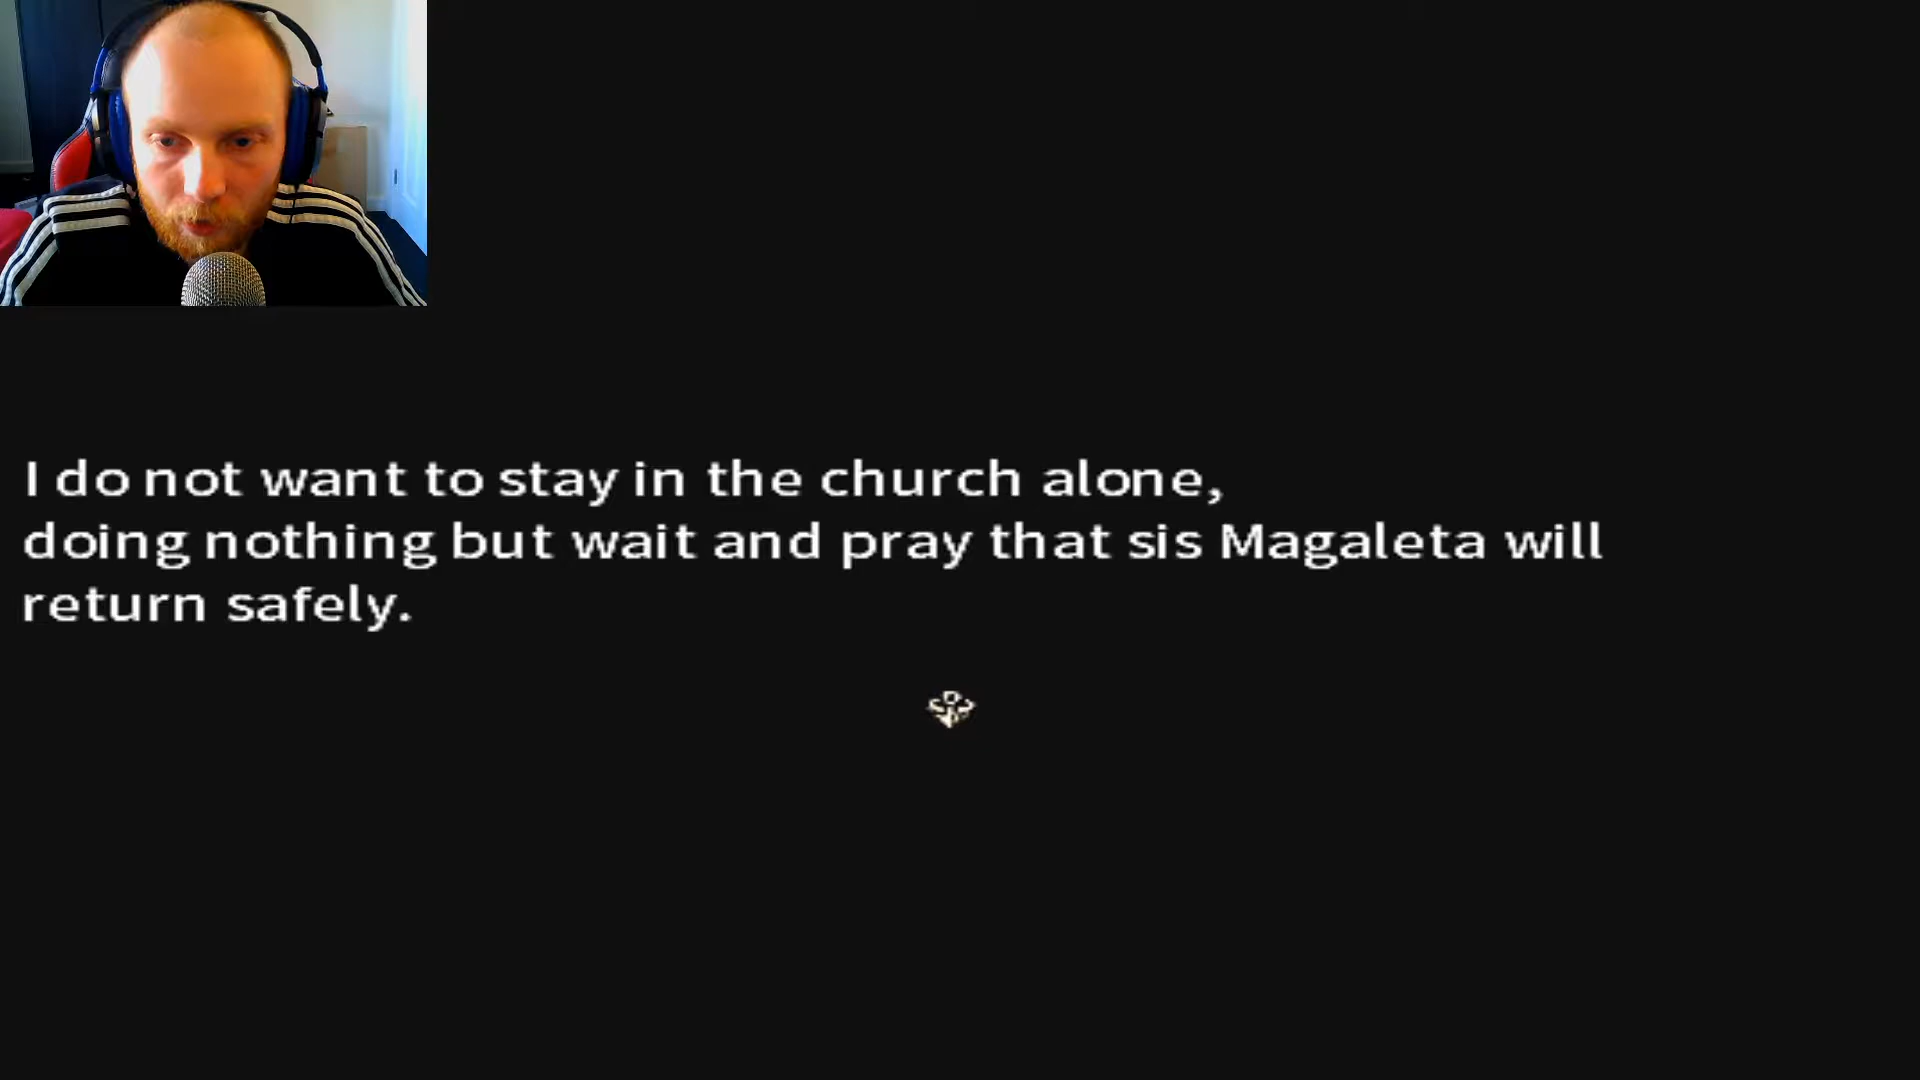 I do not want to stay in the church alone,
doing nothing but wait and pray that sis Magaleta will
return safely.